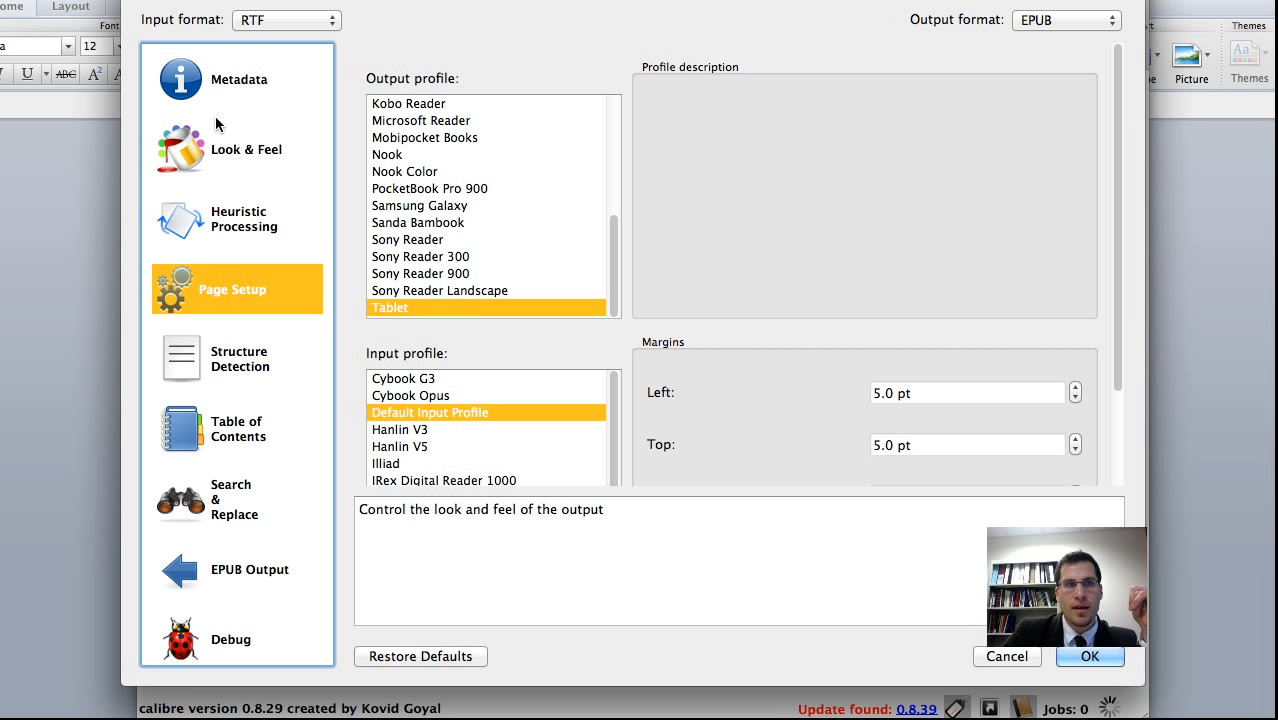 ome
Layout
Font
Themes
a
12
U
ABC
A²
Picture
Aa
Themes
Input format:
RTF
Output format:
EPUB
Metadata
Look & Feel
Heuristic
Processing
Page Setup
Structure
Detection
Table of
Contents
Search
&
Replace
EPUB Output
Debug
Output profile:
Kobo Reader
Microsoft Reader
Mobipocket Books
Nook
Nook Color
PocketBook Pro 900
Samsung Galaxy
Sanda Bambook
Sony Reader
Sony Reader 300
Sony Reader 900
Sony Reader Landscape
Tablet
Profile description
Input profile:
Cybook G3
Cybook Opus
Default Input Profile
Hanlin V3
Hanlin V5
Illiad
IRex Digital Reader 1000
Margins
Left:
5.0 pt
Top:
5.0 pt
Control the look and feel of the output
Restore Defaults
Cancel
OK
calibre version 0.8.29 created by Kovid Goyal
Update found: 0.8.39
Jobs: 0